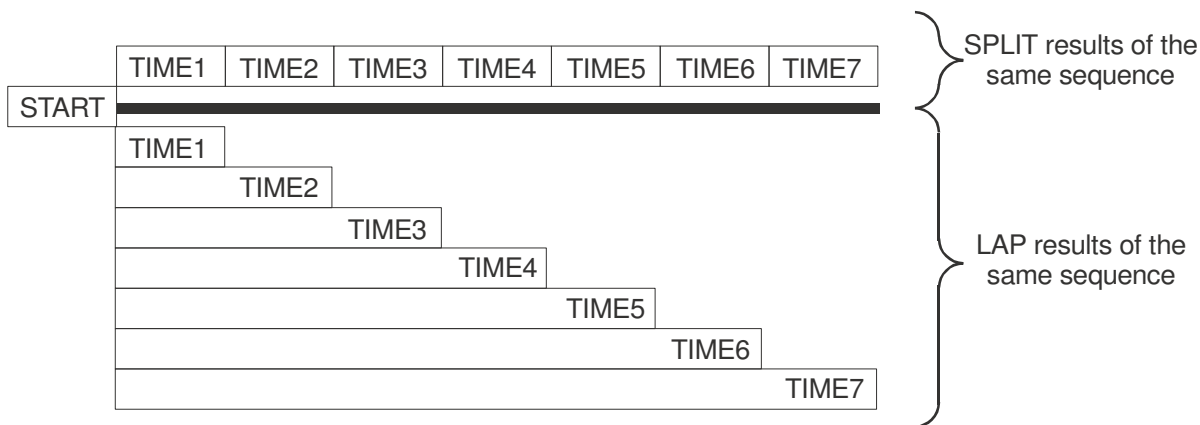 TIME1 TIME2 TIME3 TIME4 TIME5 TIME6 TIME7
SPLIT results of the
same sequence
START
TIME1
TIME2
TIME3
TIME4
TIME5
TIME6
TIME7
LAP results of the
same sequence